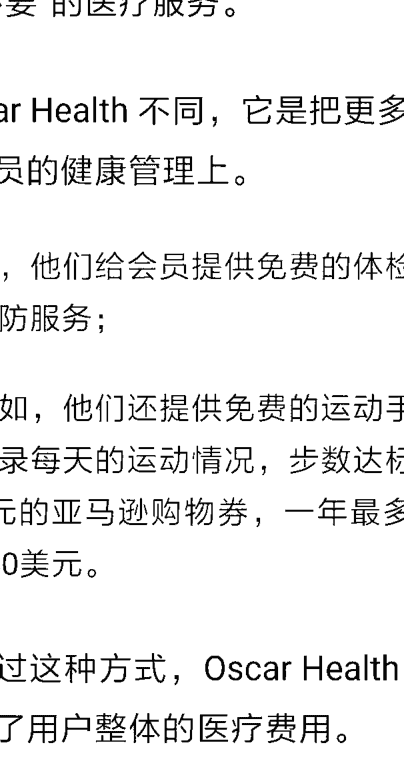 要”的医疗服务。
ar Health 不同，它是把更多
员的健康管理上。
，他们给会员提供免费的体检
防服务；
如，他们还提供免费的运动手
录每天的运动情况，步数达标
元的亚马逊购物券，一年最多
0美元。
过这种方式，Oscar Health
了用户整体的医疗费用。